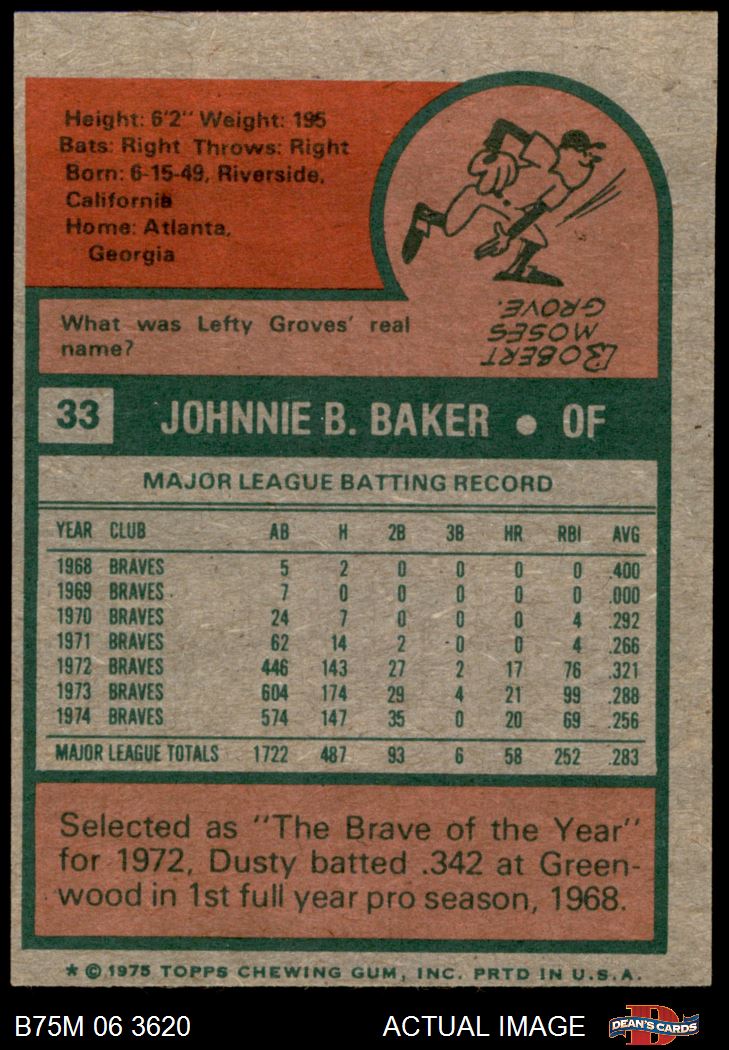 Height: 6'2" Weight: 195
Bats: Right Throws: Right
Born: 6-15-49, Riverside,
California
Home: Atlanta,
Georgia
What was Lefty Groves' real
name?
ROBERT
MOSES
GROVE.
33 JOHNNIE B. BAKER • OF
MAJOR LEAGUE BATTING RECORD
YEAR CLUB AB H 2B 3B HR RBI AVG
1968 BRAVES 5 2 0 0 0 0 .400
1969 BRAVES 7 0 0 0 0 0 .000
1970 BRAVES 24 7 0 0 0 4 .292
1971 BRAVES 62 14 2 0 0 4 .266
1972 BRAVES 446 143 27 2 17 76 .321
1973 BRAVES 604 174 29 4 21 99 .288
1974 BRAVES 574 147 35 0 20 69 .256
MAJOR LEAGUE TOTALS 1722 487 93 6 58 252 .283
Selected as "The Brave of the Year"
for 1972, Dusty batted .342 at Green-
wood in 1st full year pro season, 1968.
* © 1975 TOPPS CHEWING GUM, INC. PRTD IN U.S.A.
B75M 06 3620 ACTUAL IMAGE DEAN'S CARDS